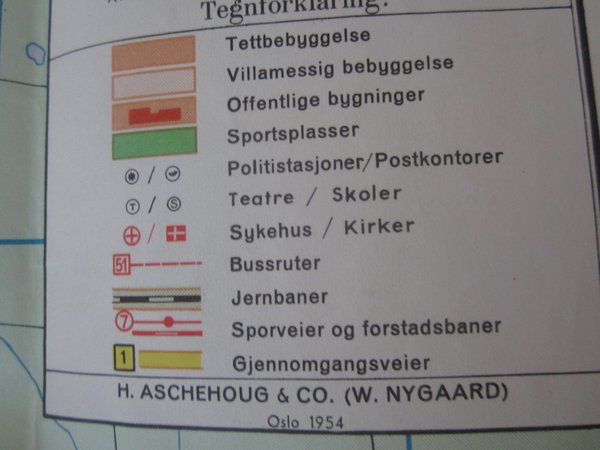 Tegnforklaring:
Tettbebyggelse
Villamessig bebyggelse
Offentlige bygninger
Sportsplasser
/ Politistasjoner/Postkontorer
T / S Teatre / Skoler
/ Sykehus / Kirker
51 Bussruter
Jernbaner
7 Sporveier og forstadsbaner
1 Gjennomgangsveier
H. ASCHEHOUG & CO. (W. NYGAARD)
Oslo 1954